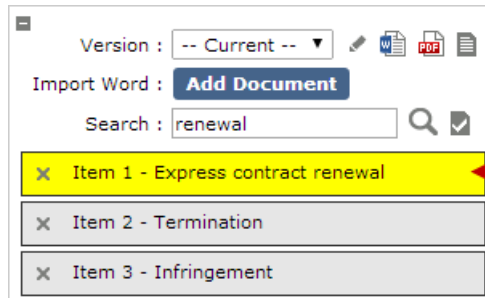 Version : -- Current --
Import Word : Add Document
Search : renewal
Item 1 - Express contract renewal
Item 2 - Termination
Item 3 - Infringement